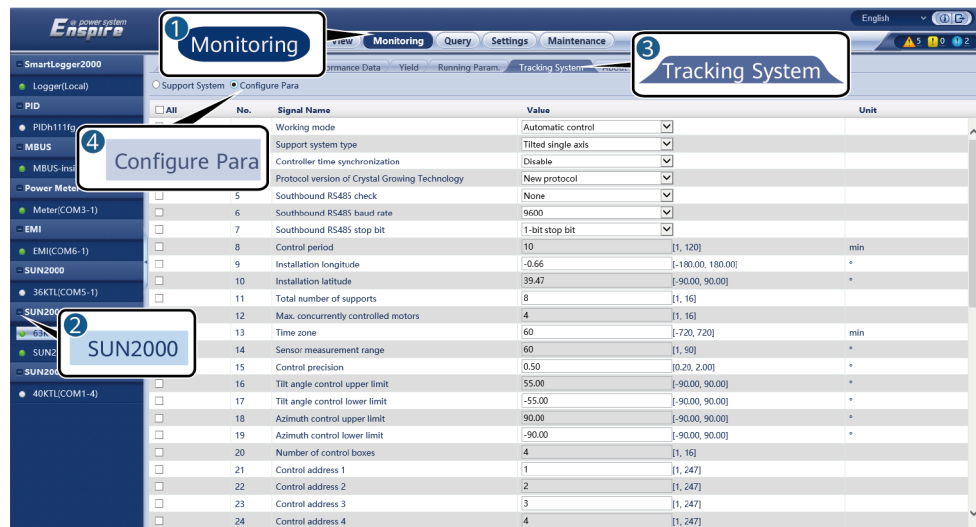 Enspire
e power system
English
View Monitoring Query Settings Maintenance
5 0 2
1 Monitoring
2 SUN2000
3 Tracking System
4 Configure Para
SmartLogger2000
Logger(Local)
PID
PIDh111fg
MBUS
MBUS-insi
Power Mete
Meter(COM3-1)
EMI
EMI(COM6-1)
SUN2000
36KTL(COM5-1)
SUN200
63K
SUN2
SUN200
40KTL(COM1-4)
Performance Data Yield Running Param. Tracking System About
Support System Configure Para
All No. Signal Name Value Unit
Working mode Automatic control
Support system type Tilted single axis
Controller time synchronization Disable
Protocol version of Crystal Growing Technology New protocol
5 Southbound RS485 check None
6 Southbound RS485 baud rate 9600
7 Southbound RS485 stop bit 1-bit stop bit
8 Control period 10 [1, 120] min
9 Installation longitude -0.66 [-180.00, 180.00] °
10 Installation latitude 39.47 [-90.00, 90.00] °
11 Total number of supports 8 [1, 16]
12 Max. concurrently controlled motors 4 [1, 16]
13 Time zone 60 [-720, 720] min
14 Sensor measurement range 60 [1, 90] °
15 Control precision 0.50 [0.20, 2.00] °
16 Tilt angle control upper limit 55.00 [-90.00, 90.00] °
17 Tilt angle control lower limit -55.00 [-90.00, 90.00] °
18 Azimuth control upper limit 90.00 [-90.00, 90.00] °
19 Azimuth control lower limit -90.00 [-90.00, 90.00] °
20 Number of control boxes 4 [1, 16]
21 Control address 1 1 [1, 247]
22 Control address 2 2 [1, 247]
23 Control address 3 3 [1, 247]
24 Control address 4 4 [1, 247]